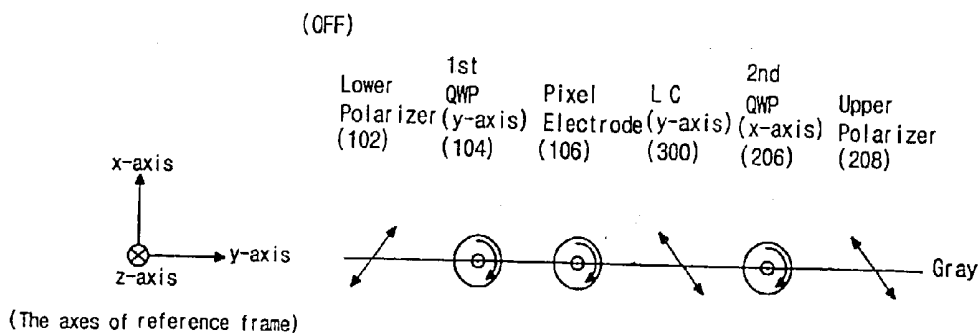 (OFF)
Lower
Polarizer
(102)
1st
QWP
(y-axis)
(104)
Pixel
Electrode
(106)
L C
(y-axis)
(300)
2nd
QWP
(x-axis)
(206)
Upper
Polarizer
(208)
x-axis
y-axis
z-axis
Gray
(The axes of reference frame)